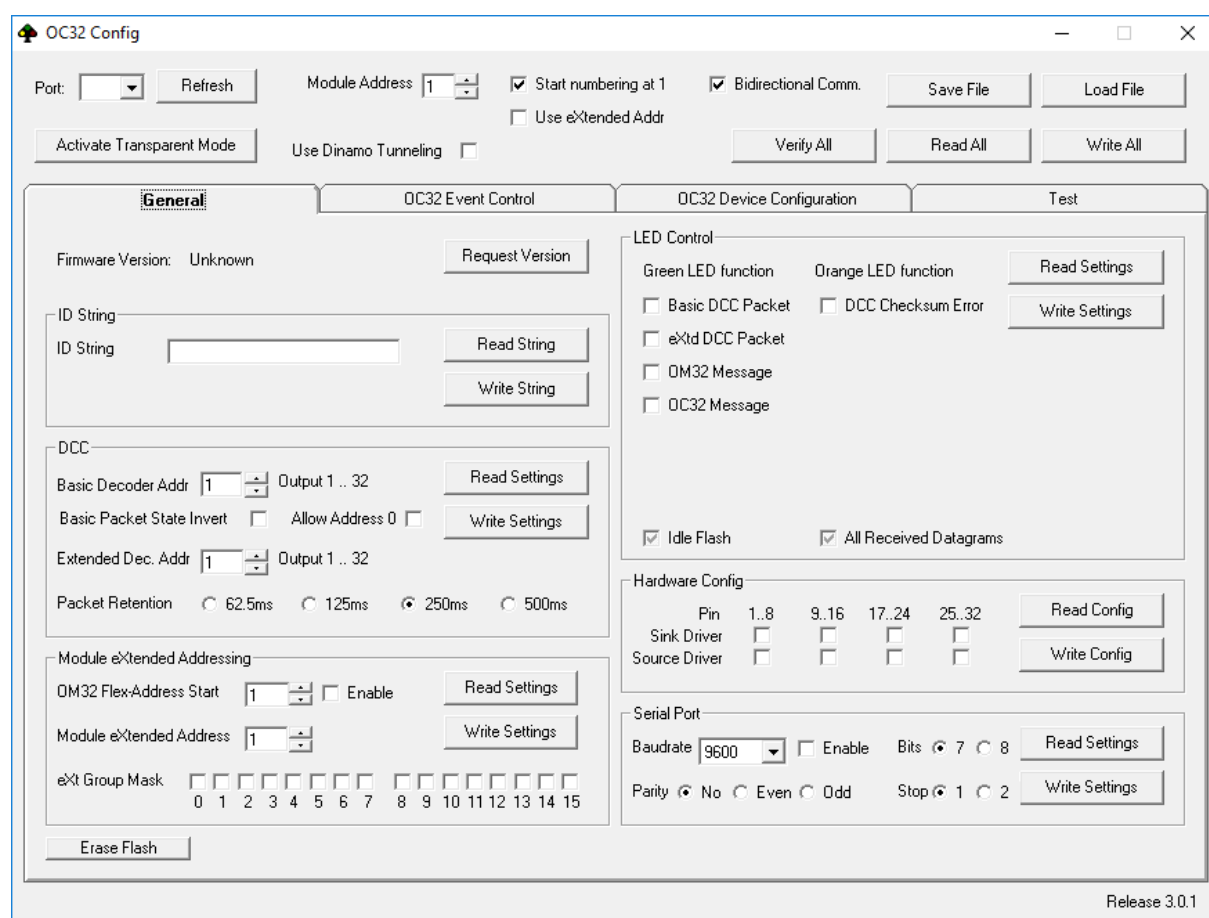 OC32 Config
Port: Refresh Module Address 1 Start numbering at 1 Bidirectional Comm. Save File Load File
Use eXtended Addr
Activate Transparent Mode Use Dinamo Tunneling Verify All Read All Write All
General OC32 Event Control OC32 Device Configuration Test
Firmware Version: Unknown Request Version
ID String
ID String Read String
Write String
DCC
Basic Decoder Addr 1 Output 1 .. 32 Read Settings
Basic Packet State Invert Allow Address 0 Write Settings
Extended Dec. Addr 1 Output 1 .. 32
Packet Retention 62.5ms 125ms 250ms 500ms
Module eXtended Addressing
OM32 Flex-Address Start 1 Enable Read Settings
Module eXtended Address 1 Write Settings
eXt Group Mask
0 1 2 3 4 5 6 7 8 9 10 11 12 13 14 15
Erase Flash
LED Control
Green LED function Orange LED function Read Settings
Basic DCC Packet DCC Checksum Error Write Settings
eXtd DCC Packet
OM32 Message
OC32 Message
Idle Flash All Received Datagrams
Hardware Config
Pin 1..8 9..16 17..24 25..32 Read Config
Sink Driver
Source Driver Write Config
Serial Port
Baudrate 9600 Enable Bits 7 8 Read Settings
Parity No Even Odd Stop 1 2 Write Settings
Release 3.0.1